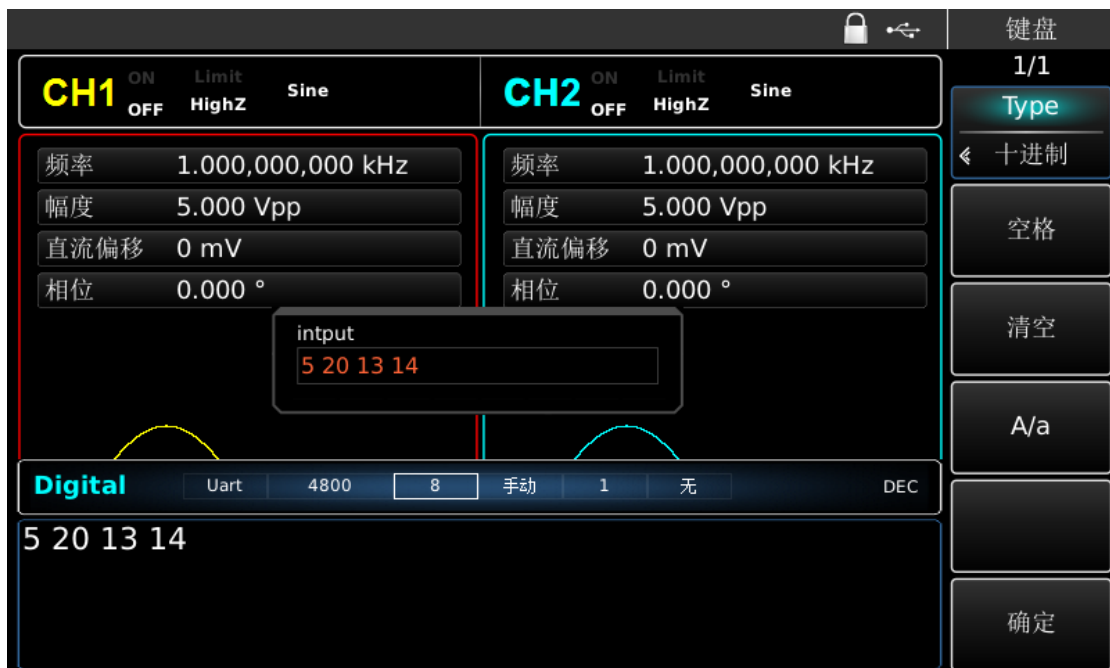 键盘
1/1
CH1 ON OFF Limit HighZ Sine
CH2 ON OFF Limit HighZ Sine
Type
十进制
频率 1.000,000,000 kHz
幅度 5.000 Vpp
直流偏移 0 mV
相位 0.000 °
频率 1.000,000,000 kHz
幅度 5.000 Vpp
直流偏移 0 mV
相位 0.000 °
空格
清空
A/a
intput
5 20 13 14
Digital Uart 4800 8 手动 1 无 DEC
5 20 13 14
确定